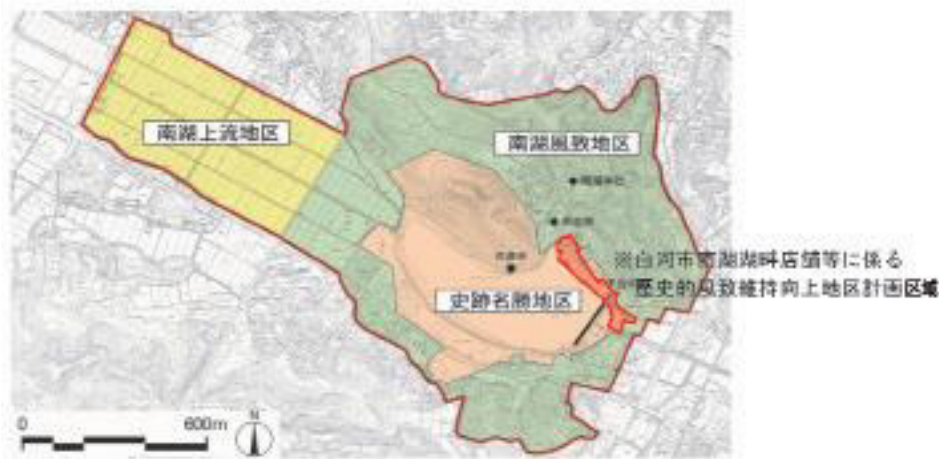 南湖上流地区
南湖風致地区
※白河市南湖湖畔店舗等に係る
歴史的風致維持向上地区計画区域
史跡名勝地区
0 600m
N